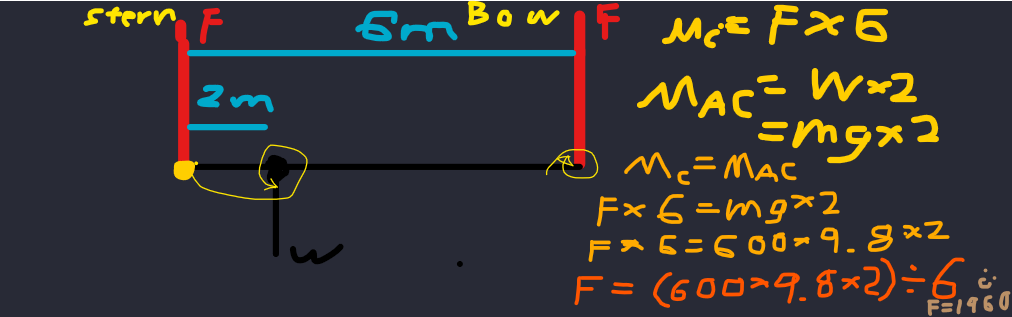 stern F 6m Bow F
2m
W
Mc = F × 6
MAC = W × 2
= mg × 2
Mc = MAC
F × 6 = mg × 2
F × 6 = 600 × 9.8 × 2
F = (600 × 9.8 × 2) ÷ 6
F = 1960